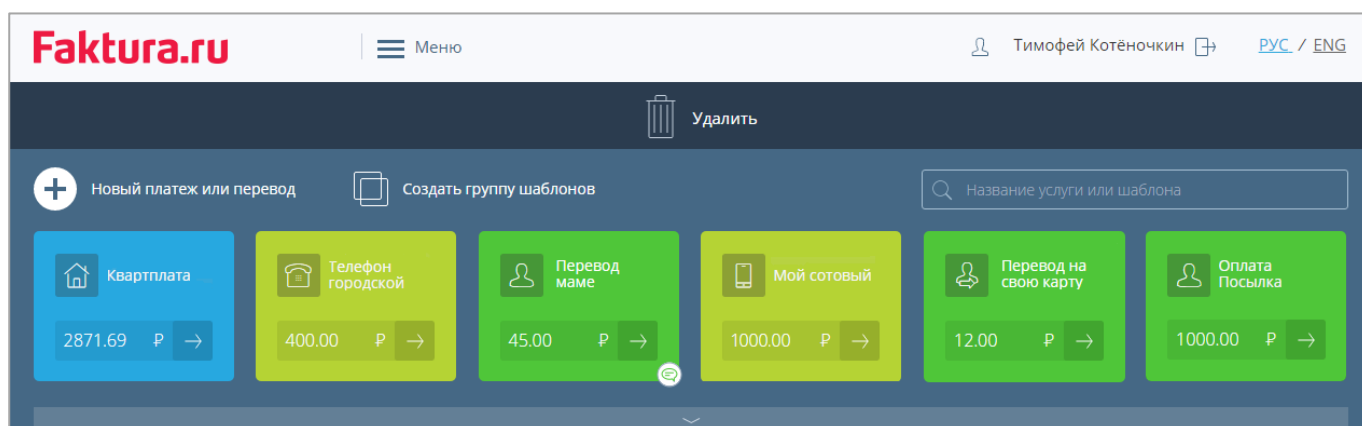 Faktura.ru
Меню
Тимофей Котёночкин
РУС / ENG
Удалить
Новый платеж или перевод
Создать группу шаблонов
Название услуги или шаблона
Квартплата
2871.69 ₽ →
Телефон
городской
400.00 ₽ →
Перевод
маме
45.00 ₽ →
Мой сотовый
1000.00 ₽ →
Перевод на
свою карту
12.00 ₽ →
Оплата
Посылка
1000.00 ₽ →